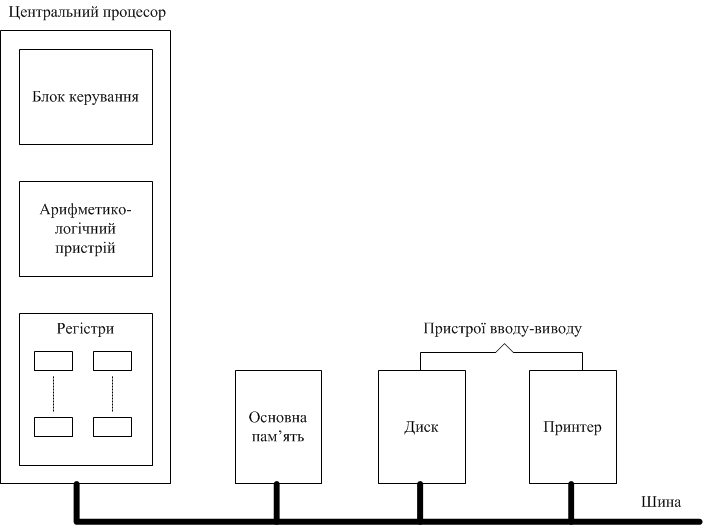 Центральний процесор
Блок керування
Арифметико-
логічний
пристрій
Регістри
Пристрої вводу-виводу
Основна
пам’ять
Диск
Принтер
Шина